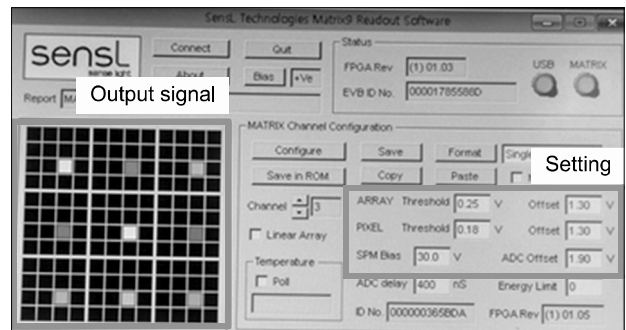 SensL Technologies Matrix9 Readout Software
sensL
sense light
Connect
Quit
About
Bias
+Ve
Report
Output signal
Status
FPGA Rev
(1) 01.03
EVB ID No.
00001785588D
USB
MATRIX
MATRIX Channel Configuration
Configure
Save
Format
Save in ROM
Copy
Paste
Setting
Channel
3
Linear Array
Temperature
Poll
ARRAY Threshold 0.25 V Offset 1.30 V
PIXEL Threshold 0.18 V Offset 1.30 V
SPM Bias 30.0 V ADC Offset 1.90 V
ADC delay 400 nS Energy Limit 0
ID No. 000000365BDA FPGA Rev (1) 01.05